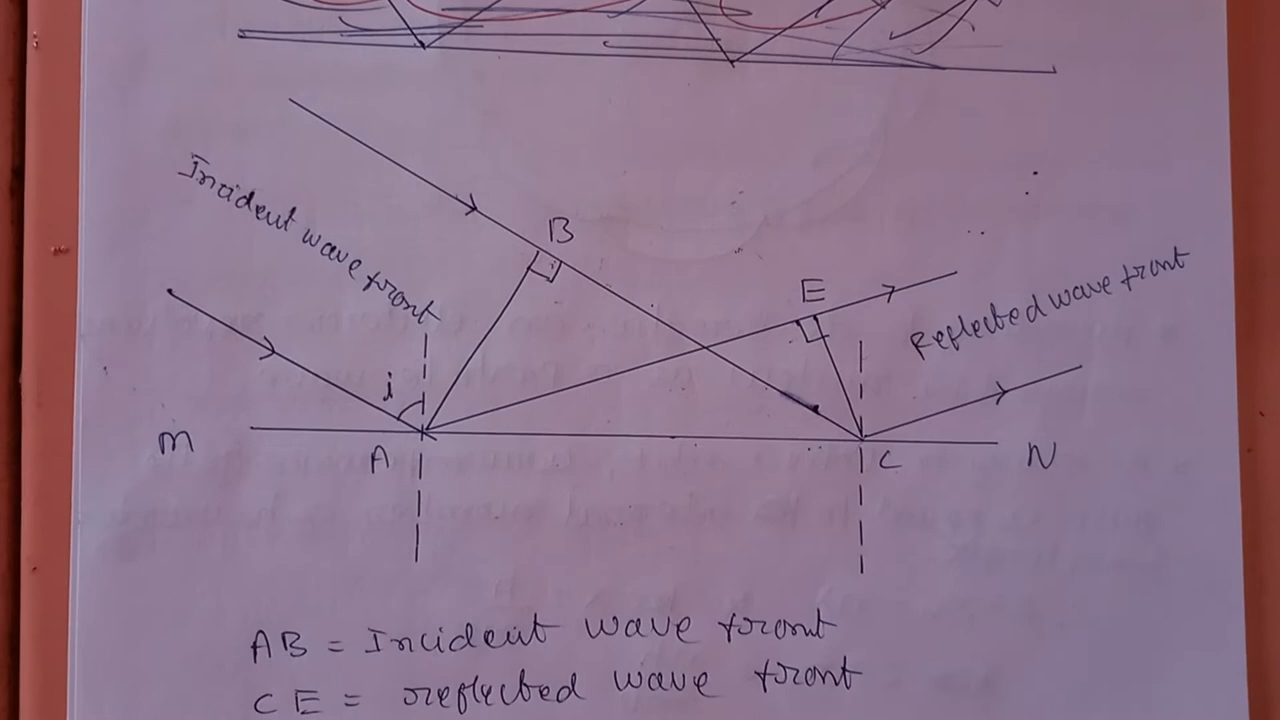 B
Incident wave front
E
Reflected wave front
i
M
A
C
N
AB = Incident wave front
CE = reflected wave front